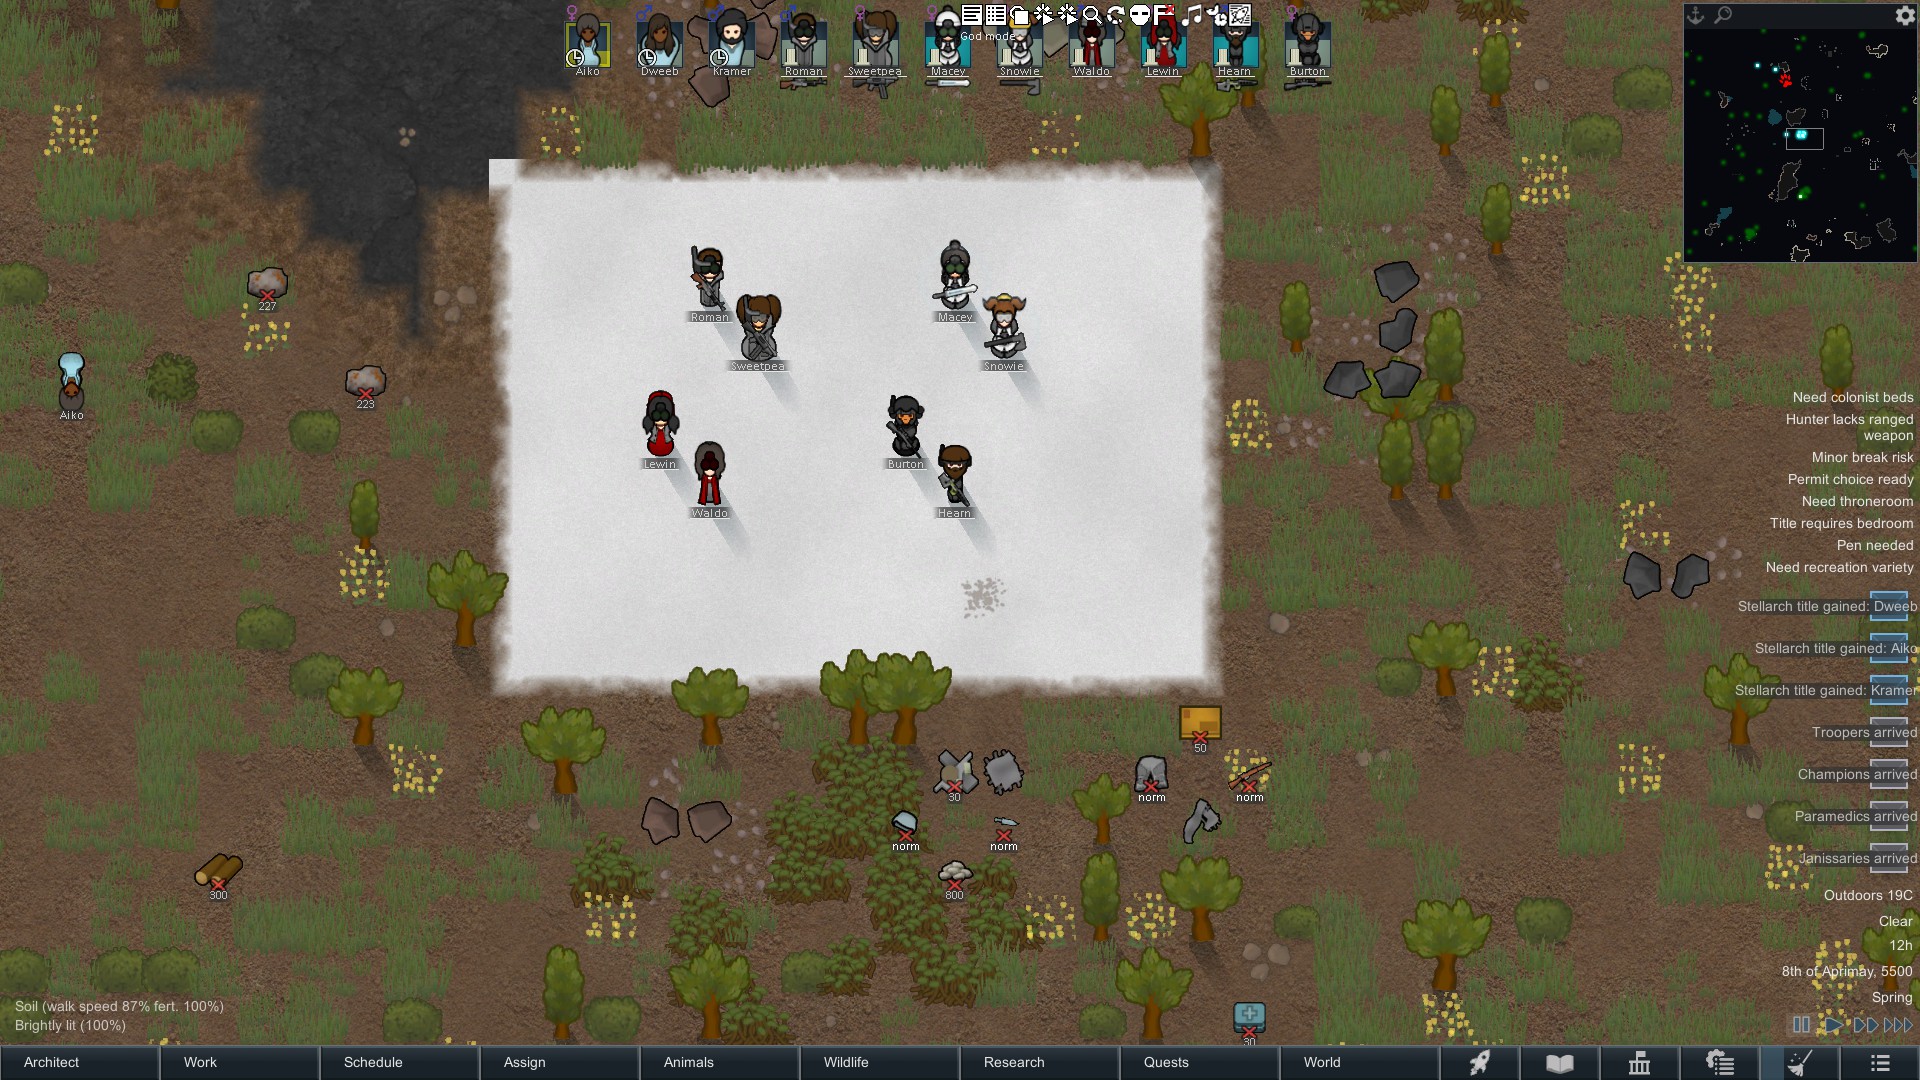 God mode
Aiko
Dweeb
Kramer
Roman
Sweetpea
Macey
Snowie
Waldo
Lewin
Hearn
Burton
227
223
Aiko
Roman
Sweetpea
Macey
Snowie
Lewin
Waldo
Burton
Hearn
Need colonist beds
Hunter lacks ranged
weapon
Minor break risk
Permit choice ready
Need throneroom
Title requires bedroom
Pen needed
Need recreation variety
Stellarch title gained: Dweeb
Stellarch title gained: Aiko
Stellarch title gained: Kramer
Troopers arrived
Champions arrived
Paramedics arrived
Janissaries arrived
50
30
norm
norm
norm
norm
300
800
30
Outdoors 19C
Clear
12h
8th of Aprimay, 5500
Spring
Soil (walk speed 87% fert. 100%)
Brightly lit (100%)
Architect
Work
Schedule
Assign
Animals
Wildlife
Research
Quests
World